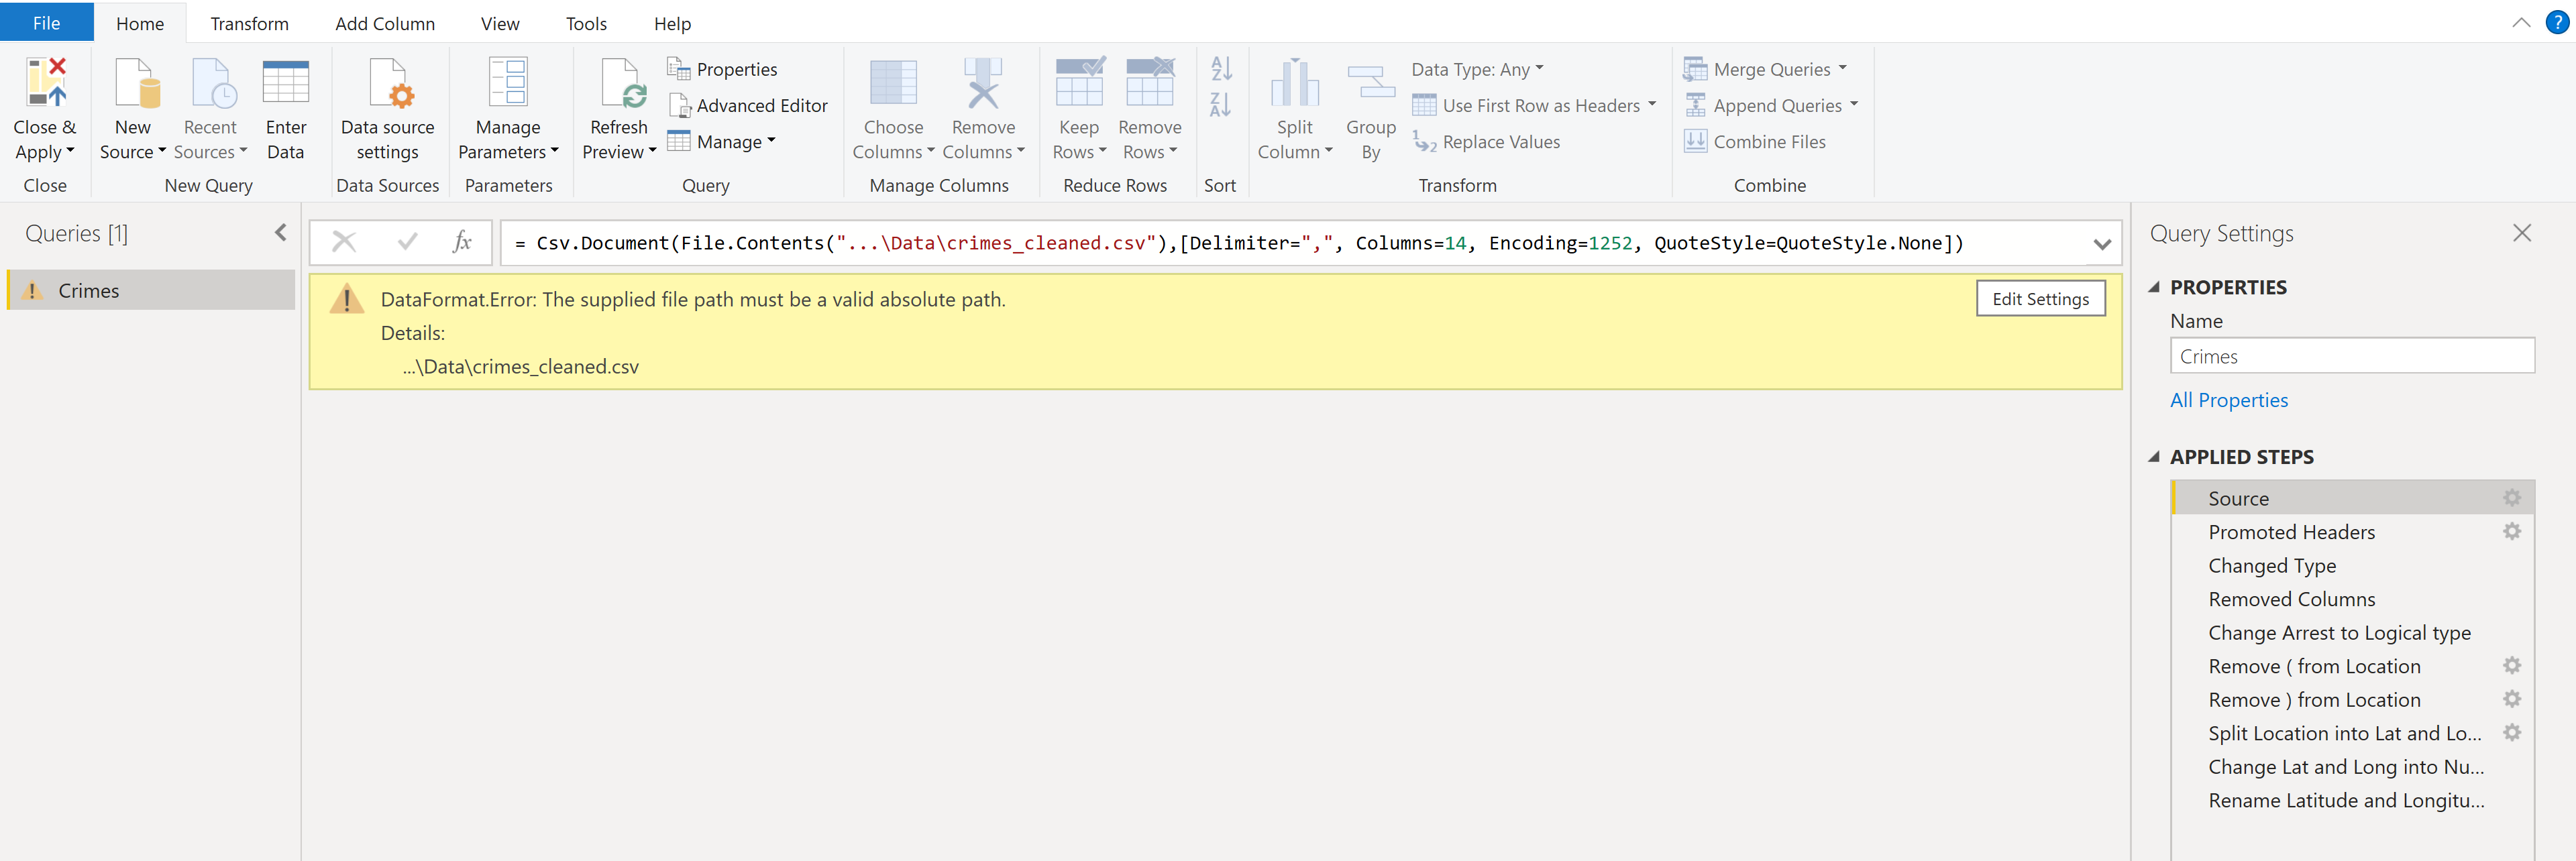 File Home Transform Add Column View Tools Help
?
Close & Apply
Close
New Source
Recent Sources
Enter Data
New Query
Data source settings
Data Sources
Manage Parameters
Parameters
Refresh Preview
Properties
Advanced Editor
Manage
Query
Choose Columns
Remove Columns
Manage Columns
Keep Rows
Remove Rows
Reduce Rows
A
Z
Z
A
Sort
Split Column
Group By
Data Type: Any
Use First Row as Headers
1
2
Replace Values
Transform
Merge Queries
Append Queries
Combine Files
Combine
Queries [1]
Crimes
fx
= Csv.Document(File.Contents("...\Data\crimes_cleaned.csv"),[Delimiter=",", Columns=14, Encoding=1252, QuoteStyle=QuoteStyle.None])
DataFormat.Error: The supplied file path must be a valid absolute path.
Details:
...\Data\crimes_cleaned.csv
Edit Settings
Query Settings
PROPERTIES
Name
Crimes
All Properties
APPLIED STEPS
Source
Promoted Headers
Changed Type
Removed Columns
Change Arrest to Logical type
Remove ( from Location
Remove ) from Location
Split Location into Lat and Lo...
Change Lat and Long into Nu...
Rename Latitude and Longitu...